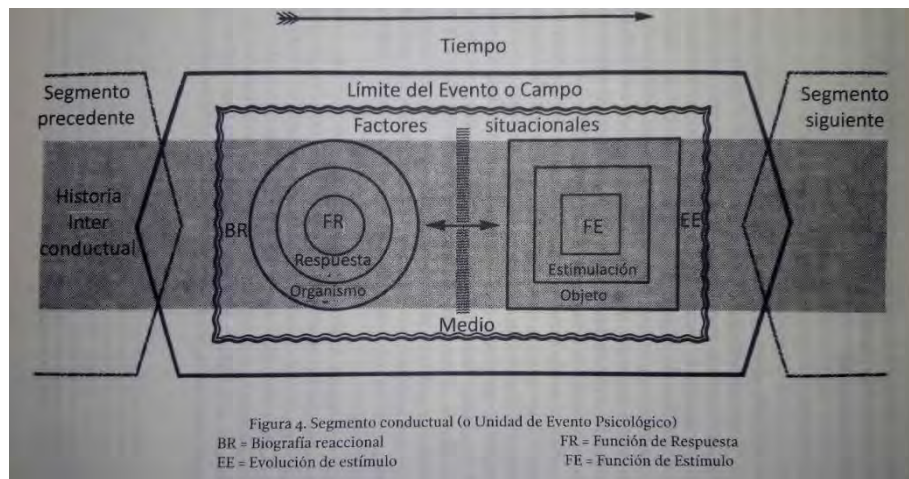 Tiempo
Límite del Evento o Campo
Segmento
precedente
Segmento
siguiente
Factores situacionales
Historia
Inter
conductual
BR
FR
Respuesta
Organismo
FE
Estimulación
Objeto
EE
Medio
Figura 4. Segmento conductual (o Unidad de Evento Psicológico)
BR = Biografía reaccional FR = Función de Respuesta
EE = Evolución de estímulo FE = Función de Estímulo